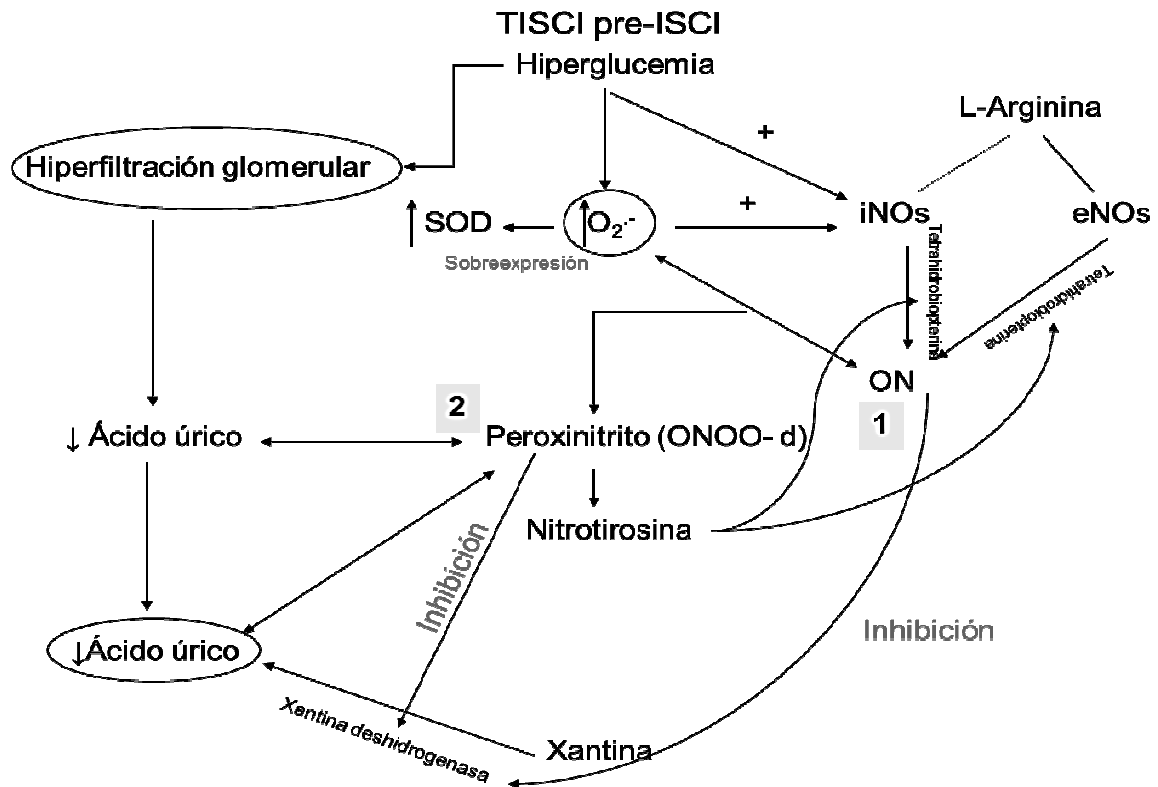 TISCI pre-ISCI
Hiperglucemia
L-Arginina
+
Hiperfiltración glomerular
+
↑ SOD
↑O₂·-
iNOs
eNOs
Sobreexpresión
Tetrahidrobiopterina
Tetrahidrobiopterina
ON
2
1
↓ Ácido úrico
Peroxinitrito (ONOO- d)
Nitrotirosina
Inhibición
Inhibición
↓Ácido úrico
Xantina deshidrogenasa
Xantina